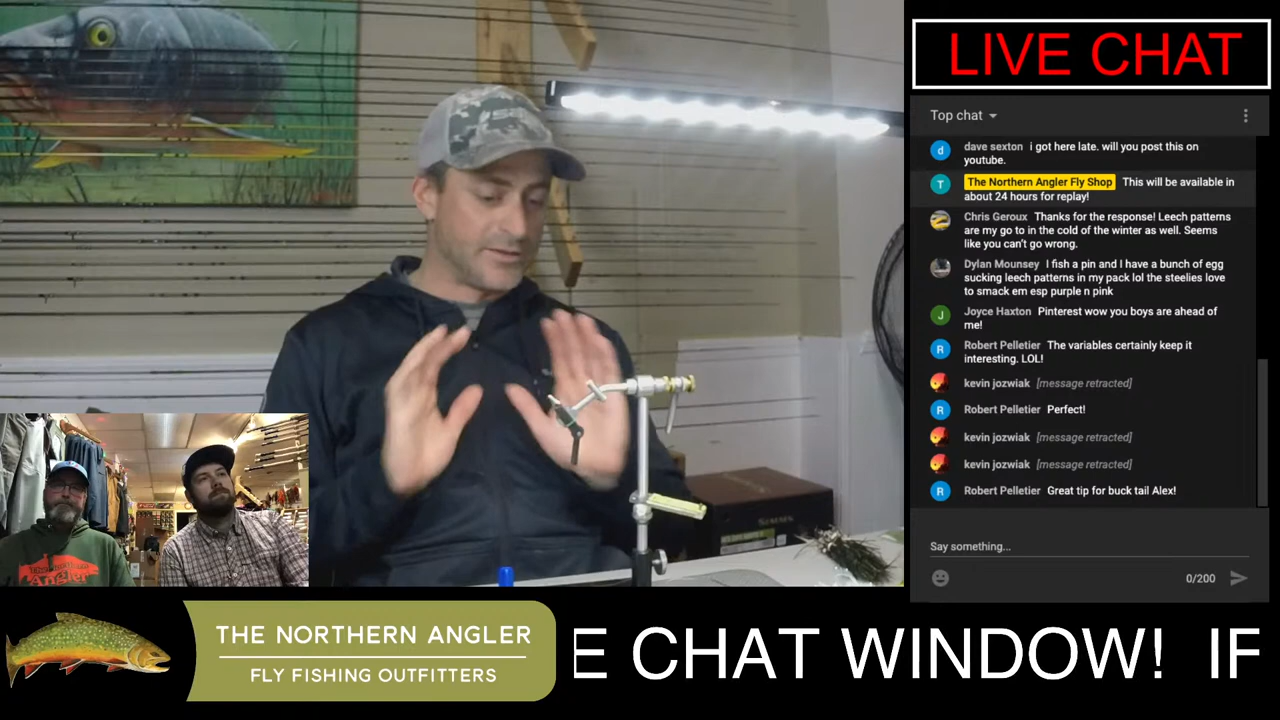 LIVE CHAT
Top chat
d
dave sexton i got here late. will you post this on
youtube.
T
The Northern Angler Fly Shop This will be available in
about 24 hours for replay!
Chris Geroux Thanks for the response! Leech patterns
are my go to in the cold of the winter as well. Seems
like you can't go wrong.
Dylan Mounsey I fish a pin and I have a bunch of egg
sucking leech patterns in my pack lol the steelies love
to smack em esp purple n pink
J
Joyce Haxton Pinterest wow you boys are ahead of
me!
R
Robert Pelletier The variables certainly keep it
interesting. LOL!
kevin jozwiak [message retracted]
R
Robert Pelletier Perfect!
kevin jozwiak [message retracted]
kevin jozwiak [message retracted]
R
Robert Pelletier Great tip for buck tail Alex!
Say something...
0/200
SIMMS
Angler
THE NORTHERN ANGLER
FLY FISHING OUTFITTERS
E CHAT WINDOW! IF